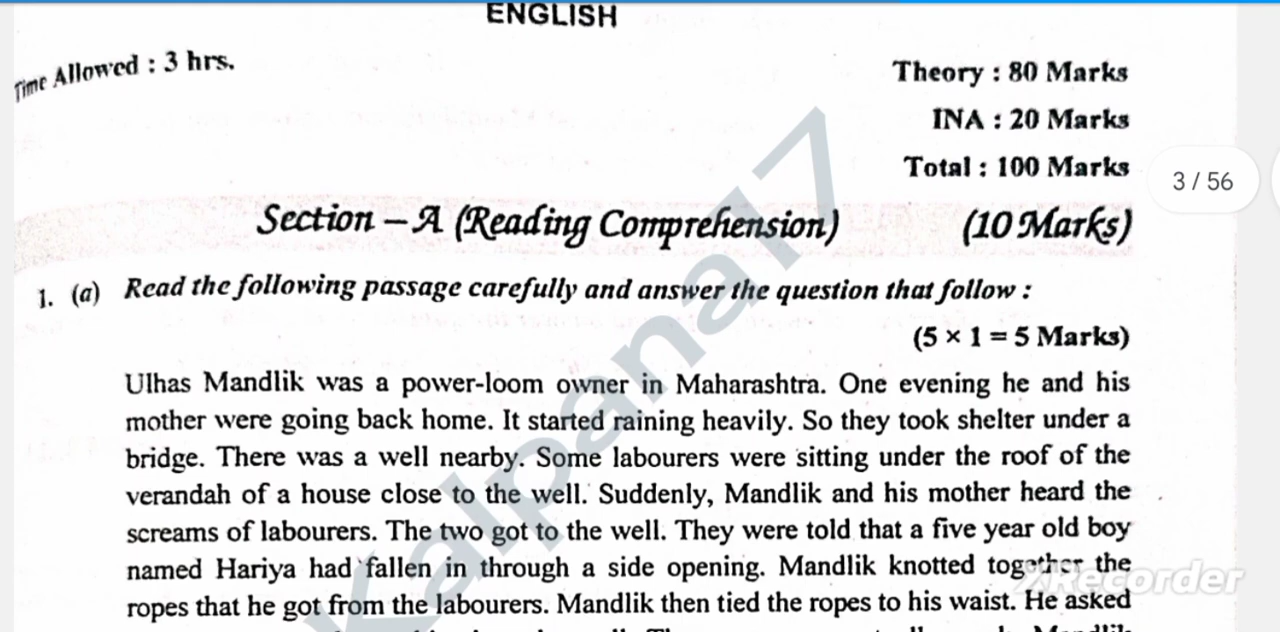 ENGLISH
Time Allowed : 3 hrs.
Theory : 80 Marks
INA : 20 Marks
Total : 100 Marks
3 / 56
Section – A (Reading Comprehension) (10 Marks)
1. (a) Read the following passage carefully and answer the question that follow :
(5 × 1 = 5 Marks)
Ulhas Mandlik was a power-loom owner in Maharashtra. One evening he and his
mother were going back home. It started raining heavily. So they took shelter under a
bridge. There was a well nearby. Some labourers were sitting under the roof of the
verandah of a house close to the well. Suddenly, Mandlik and his mother heard the
screams of labourers. The two got to the well. They were told that a five year old boy
named Hariya had fallen in through a side opening. Mandlik knotted together the
ropes that he got from the labourers. Mandlik then tied the ropes to his waist. He asked
Kalpana17
Recorder